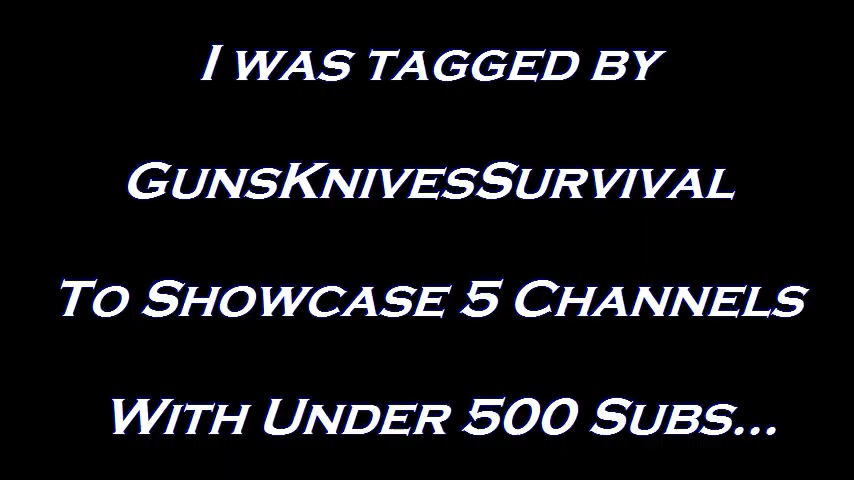 I was tagged by
GunsKnivesSurvival
To Showcase 5 Channels
With Under 500 Subs...